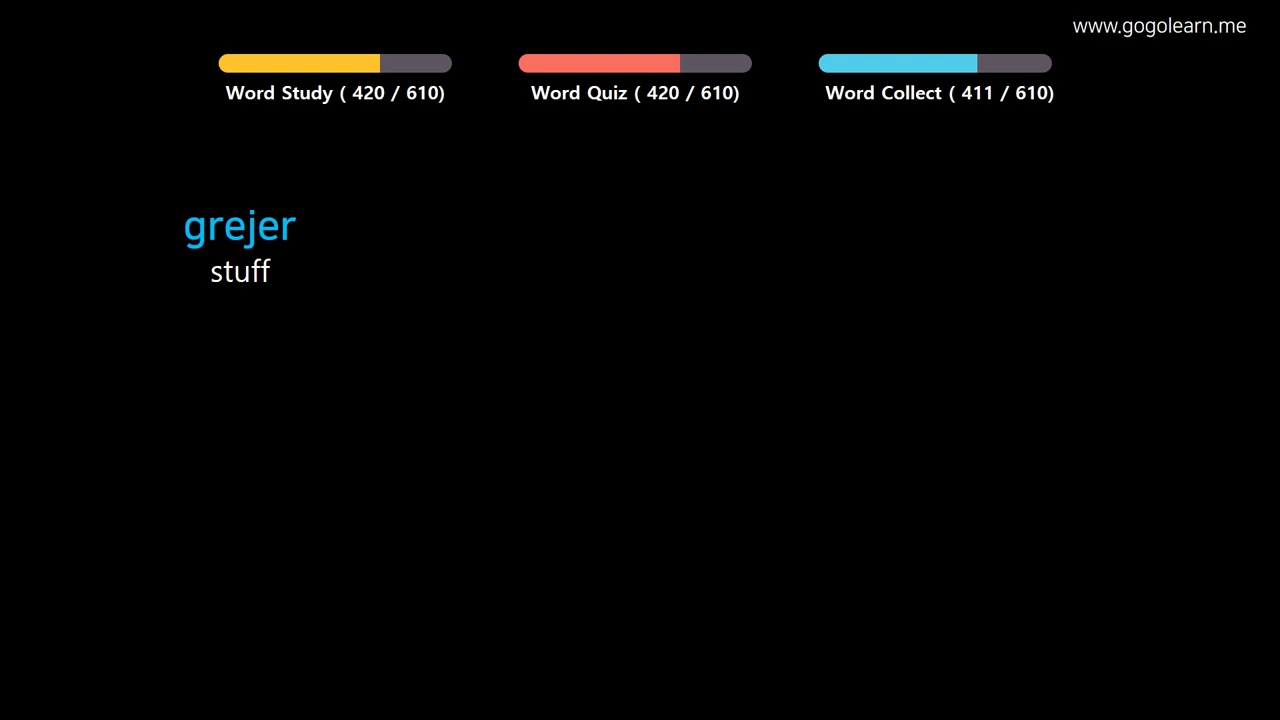 www.gogolearn.me
Word Study ( 420 / 610)
Word Quiz ( 420 / 610)
Word Collect ( 411 / 610)
grejer
stuff